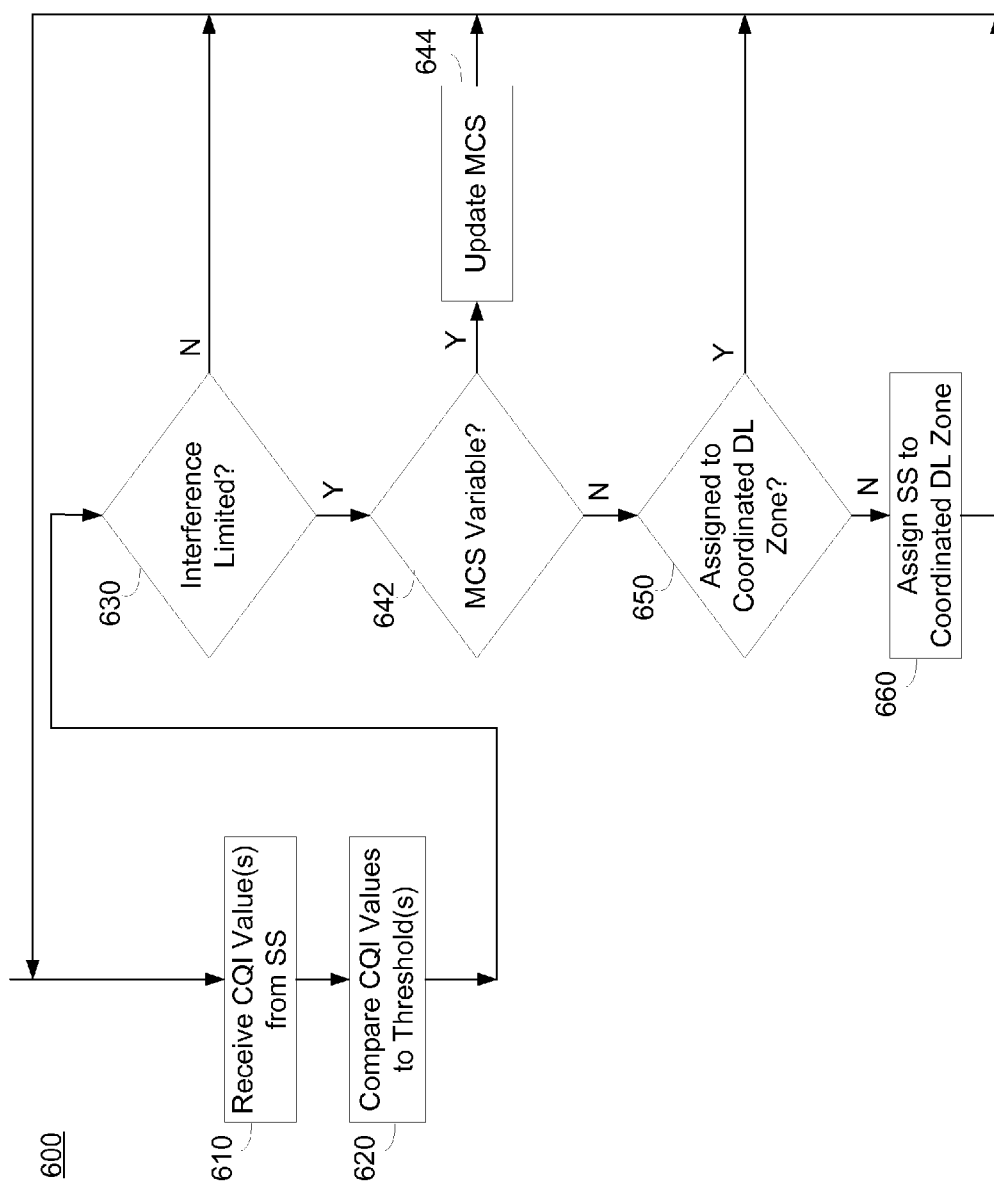 600
610
Receive CQI Value(s)
from SS
620
Compare CQI Values
to Threshold(s)
630
Interference
Limited?
N
Y
642
MCS Variable?
Y
644
Update MCS
N
650
Assigned to
Coordinated DL
Zone?
Y
N
660
Assign SS to
Coordinated DL Zone